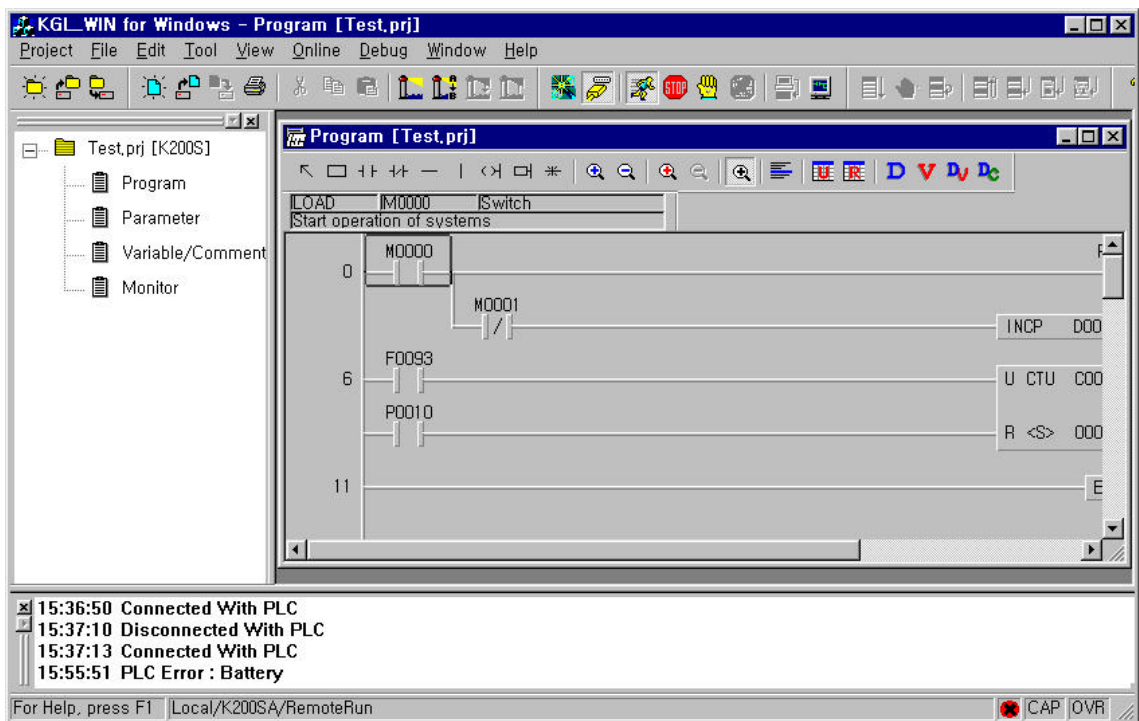 KGL_WIN for Windows - Program [Test,prj]
Project File Edit Tool View Online Debug Window Help
STOP
Test,prj [K200S]
Program
Parameter
Variable/Comment
Monitor
Program [Test,prj]
U R D V DV DC
LOAD M0000 Switch
Start operation of systems
M0000
0
M0001
INCP D00
F0093
6 U CTU C00
P0010
R <S> 000
11 E
15:36:50 Connected With PLC
15:37:10 Disconnected With PLC
15:37:13 Connected With PLC
15:55:51 PLC Error : Battery
For Help, press F1 Local/K200SA/RemoteRun CAP OVR